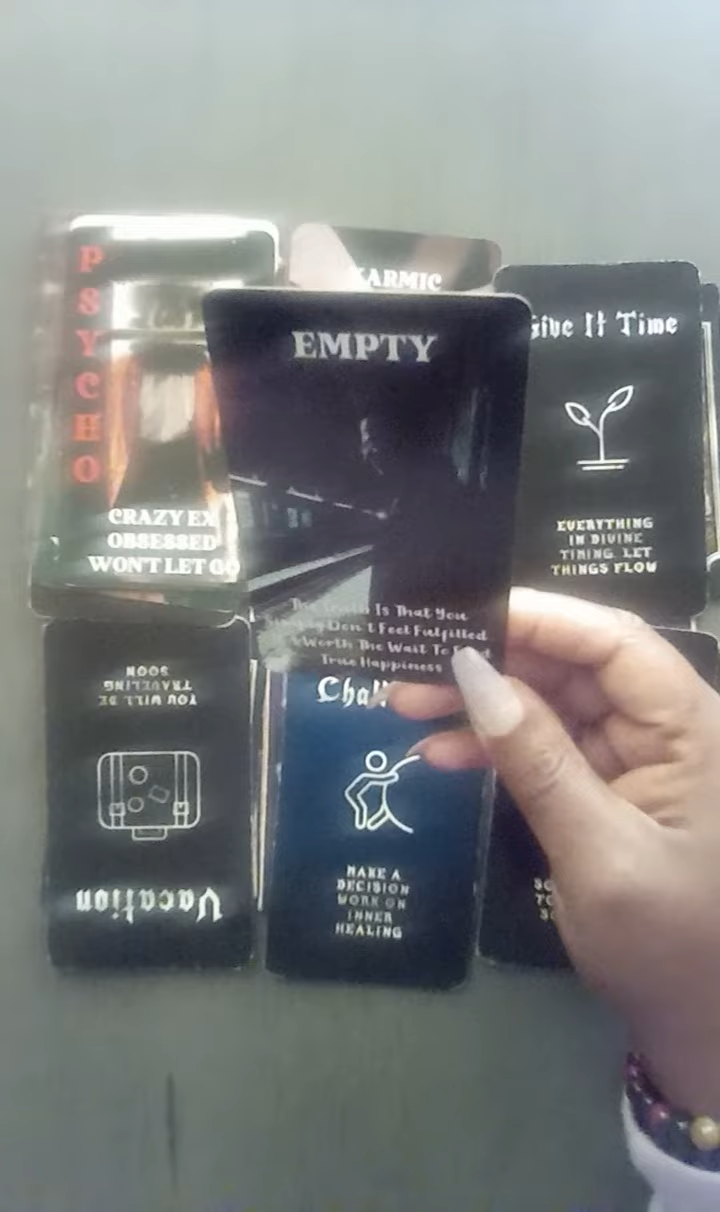 PSYCHO
CRAZY EX
OBSESSED
WON'T LET GO
KARMIC
EMPTY
The Truth Is That You
Simply Don't Feel Fulfilled
Worth The Wait To Find
True Happiness
Give It Time
EVERYTHING
IN DIVINE
TIMING. LET
THINGS FLOW
Vacation
YOU WILL BE
TRAVELING
SOON
MAKE A
DECISION
WORK ON
INNER
HEALING